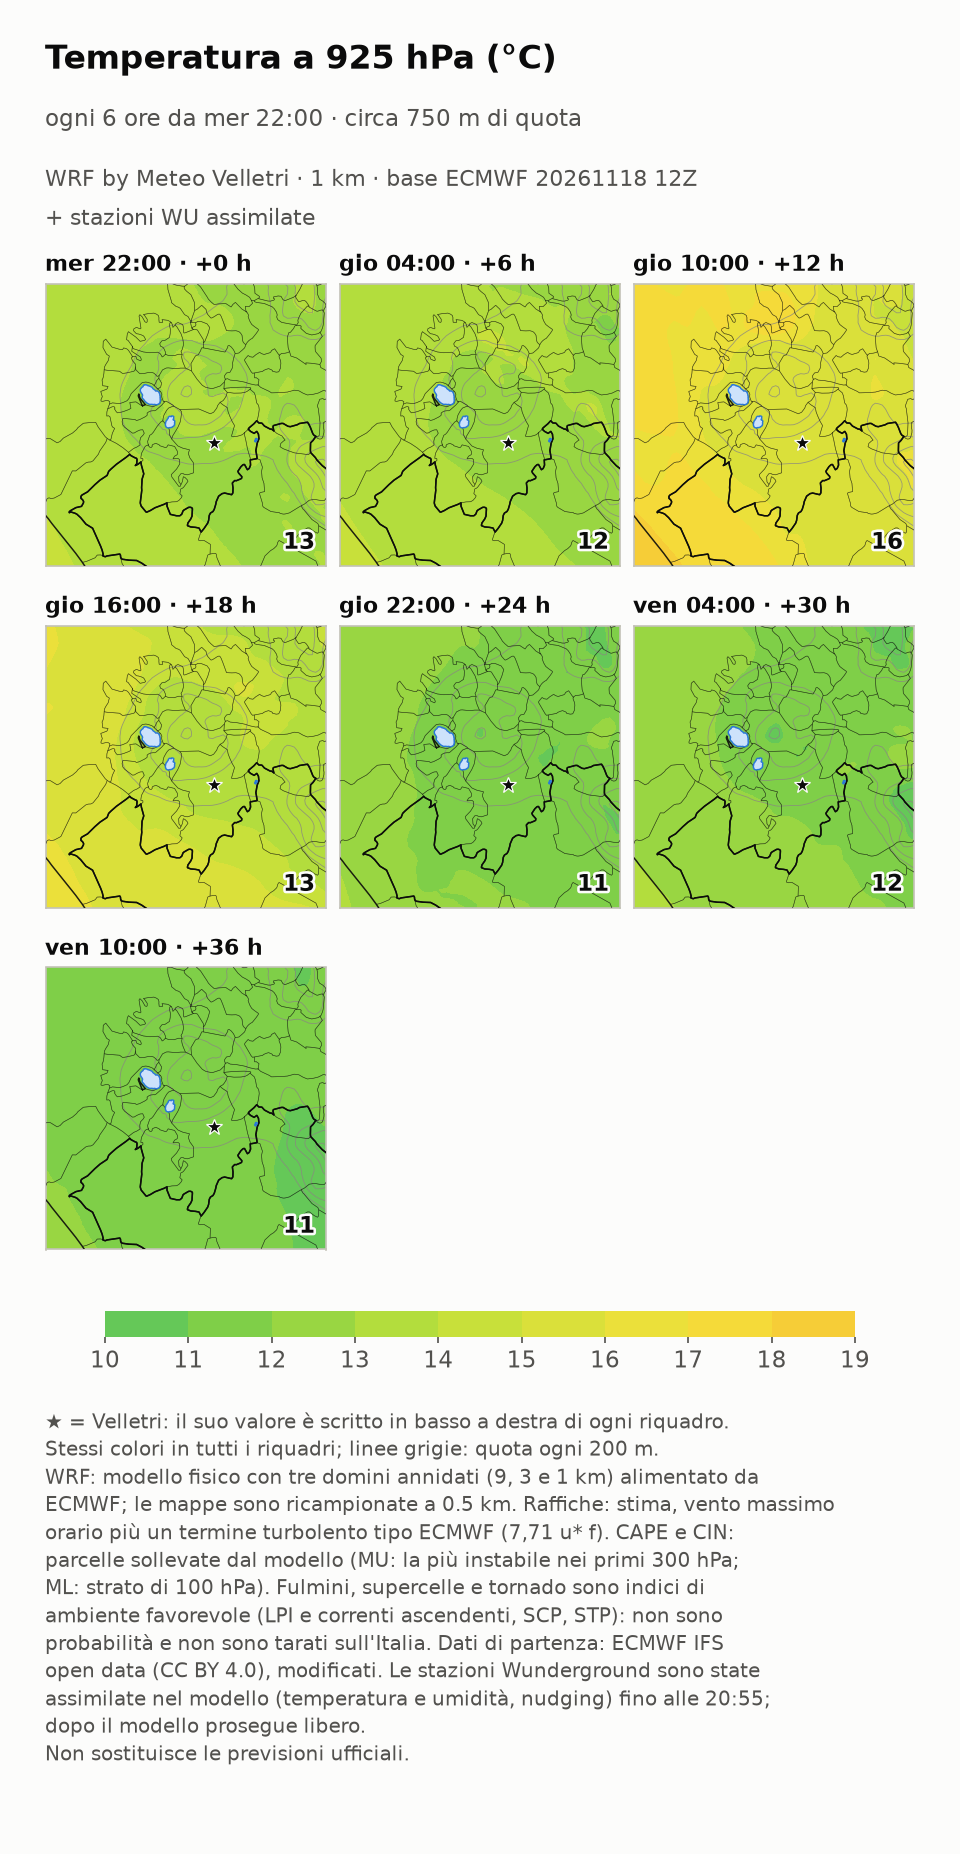 Temperatura a 925 hPa (°C)
ogni 6 ore da mer 22:00 · circa 750 m di quota
WRF by Meteo Velletri · 1 km · base ECMWF 20261118 12Z
+ stazioni WU assimilate
mer 22:00 · +0 h
gio 04:00 · +6 h
gio 10:00 · +12 h
13
12
16
gio 16:00 · +18 h
gio 22:00 · +24 h
ven 04:00 · +30 h
13
11
12
ven 10:00 · +36 h
11
10 11 12 13 14 15 16 17 18 19
★ = Velletri: il suo valore è scritto in basso a destra di ogni riquadro.
Stessi colori in tutti i riquadri; linee grigie: quota ogni 200 m.
WRF: modello fisico con tre domini annidati (9, 3 e 1 km) alimentato da
ECMWF; le mappe sono ricampionate a 0.5 km. Raffiche: stima, vento massimo
orario più un termine turbolento tipo ECMWF (7,71 u* f). CAPE e CIN:
parcelle sollevate dal modello (MU: la più instabile nei primi 300 hPa;
ML: strato di 100 hPa). Fulmini, supercelle e tornado sono indici di
ambiente favorevole (LPI e correnti ascendenti, SCP, STP): non sono
probabilità e non sono tarati sull'Italia. Dati di partenza: ECMWF IFS
open data (CC BY 4.0), modificati. Le stazioni Wunderground sono state
assimilate nel modello (temperatura e umidità, nudging) fino alle 20:55;
dopo il modello prosegue libero.
Non sostituisce le previsioni ufficiali.